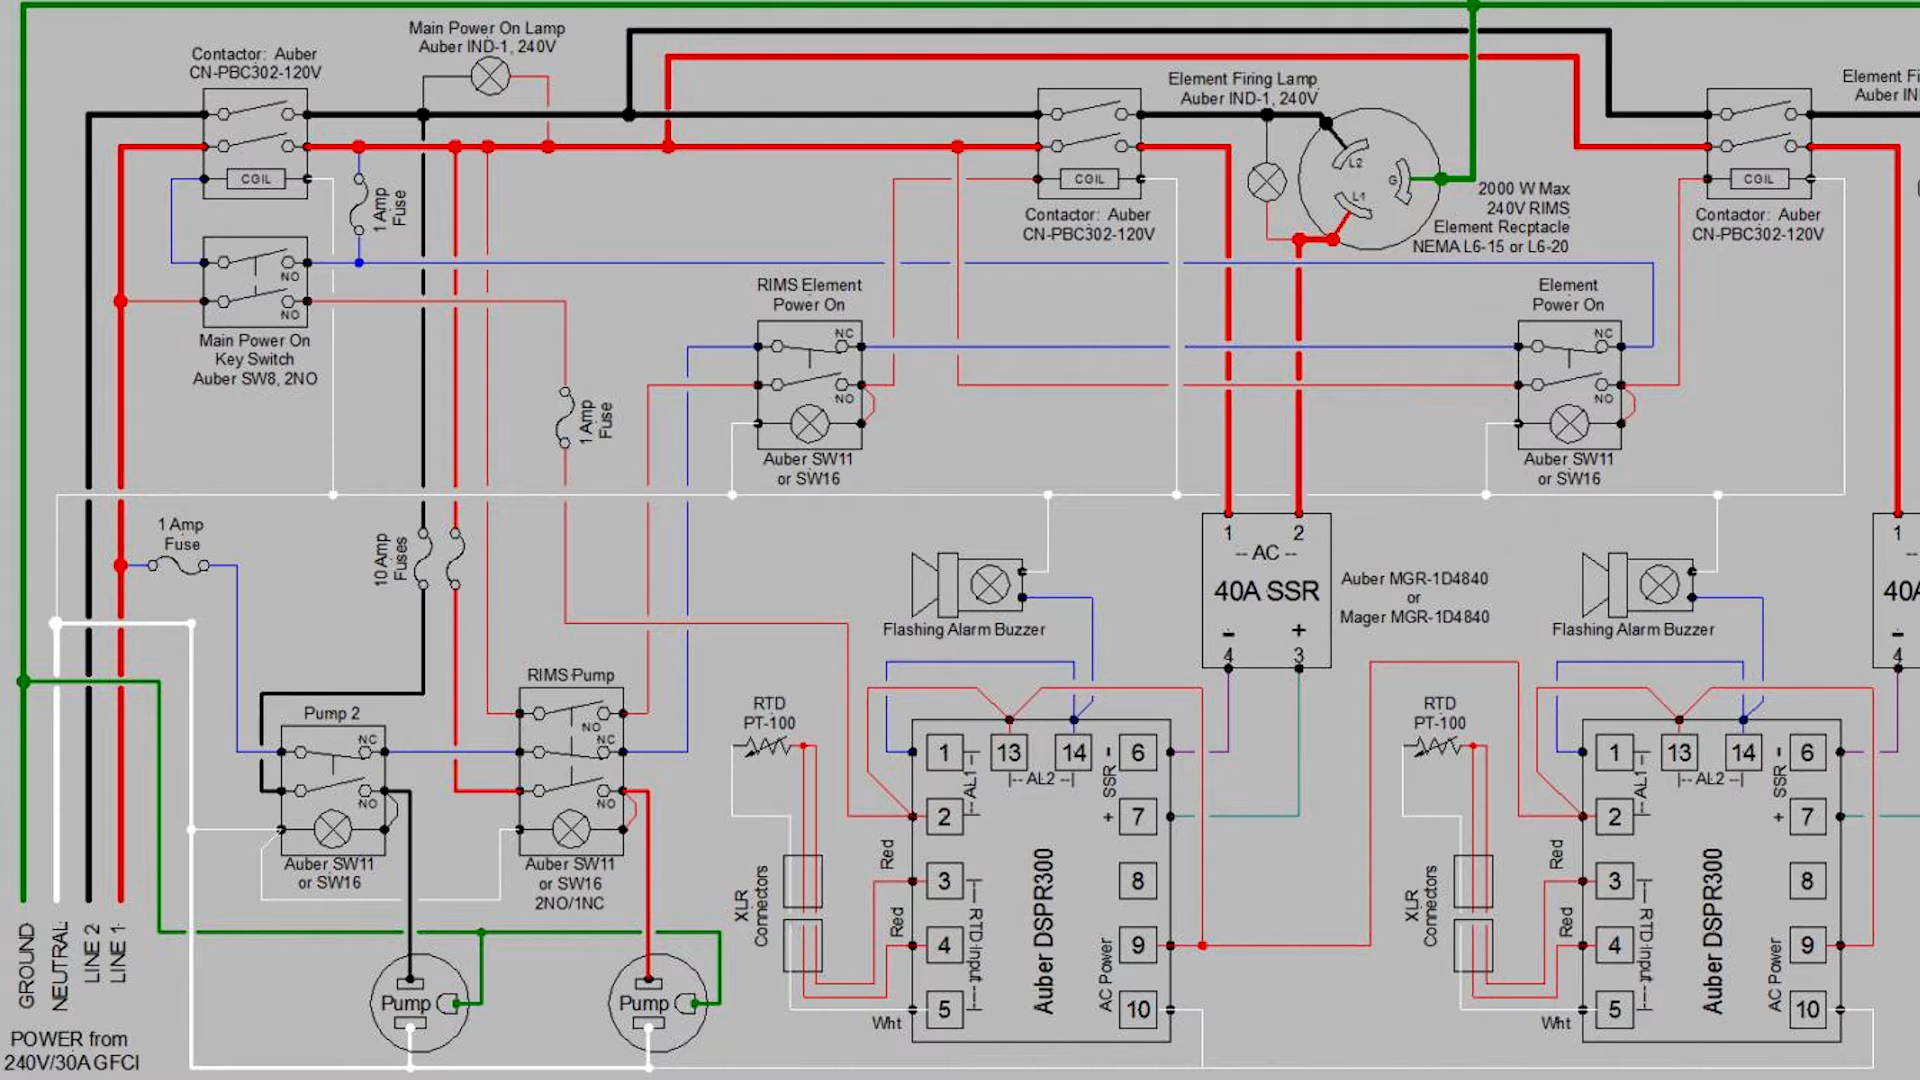 Main Power On Lamp
Auber IND-1, 240V
Contactor: Auber
CN-PBC302-120V
Element Firing Lamp
Auber IND-1, 240V
Element Fi
Auber IN
COIL
COIL
COIL
1 Amp
Fuse
L2
G
L1
2000 W Max
240V RIMS
Element Recptacle
NEMA L6-15 or L6-20
Contactor: Auber
CN-PBC302-120V
Contactor: Auber
CN-PBC302-120V
NO
NO
Main Power On
Key Switch
Auber SW8, 2NO
RIMS Element
Power On
NC
NO
Auber SW11
or SW16
Element
Power On
NC
NO
Auber SW11
or SW16
1 Amp
Fuse
1 Amp
Fuse
10 Amp
Fuses
Flashing Alarm Buzzer
1 2
-- AC --
40A SSR
- +
4 3
Auber MGR-1D4840
or
Mager MGR-1D4840
Flashing Alarm Buzzer
1
--
40A
-
4
Pump 2
NC
NO
Auber SW11
or SW16
RIMS Pump
NO
NC
NO
Auber SW11
or SW16
2NO/1NC
RTD
PT-100
XLR
Connectors
Red
Red
Wht
1 13 14 6
|-- AL1 --|
|-- AL2 --|
- SSR +
2 7
3 8
4 9
5 10
|---- RTD Input ----|
Auber DSPR300
AC Power
RTD
PT-100
XLR
Connectors
Red
Red
Wht
1 13 14 6
|-- AL1 --|
|-- AL2 --|
- SSR +
2 7
3 8
4 9
5 10
|---- RTD Input ----|
Auber DSPR300
AC Power
GROUND
NEUTRAL
LINE 2
LINE 1
Pump
Pump
POWER from
240V/30A GFCI